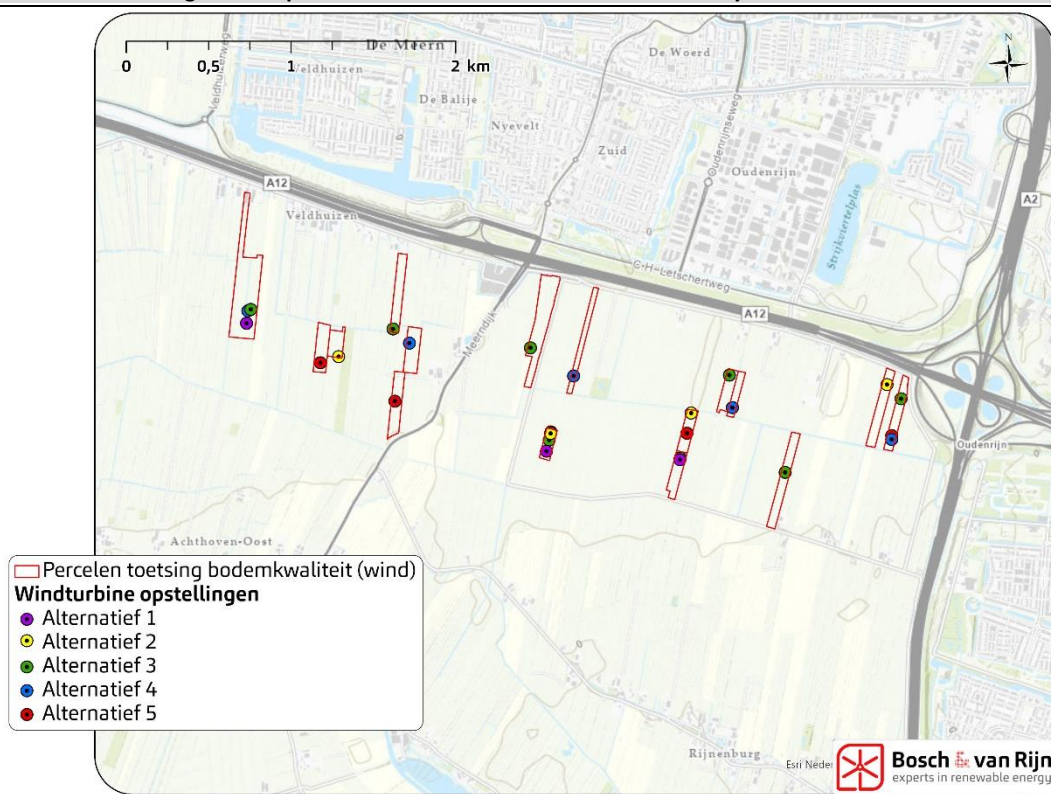 De Meern
De Woerd
N
0 0,5 1 2 km
Veldhuizerweg
Veldhuizen
De Balije
Nyevelt
Zuid
Oudenrijnseweg
Oudenrijn
Strijkviertelplas
A12
A2
Veldhuizen
C-H-Letschertweg
A12
Meerndijk
Oudenrijn
Achthoven-Oost
Percelen toetsing bodemkwaliteit (wind)
Windturbine opstellingen
Alternatief 1
Alternatief 2
Alternatief 3
Alternatief 4
Alternatief 5
Rijnenburg
Esri Neder
Bosch & van Rijn
experts in renewable energy